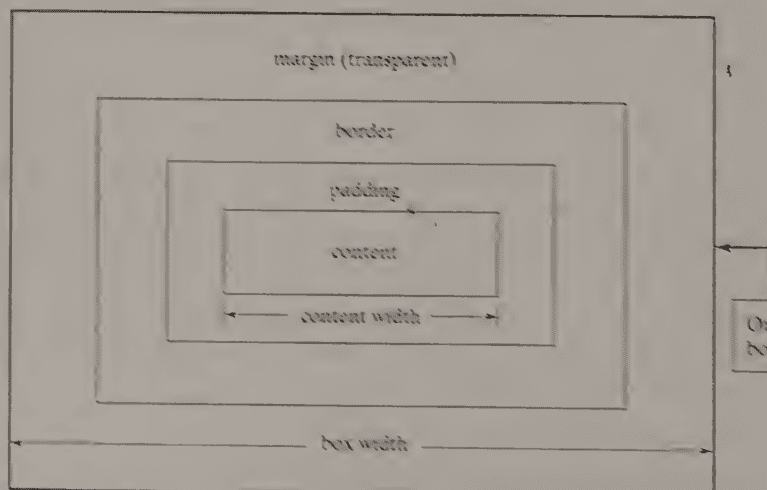 margin (transparent)
border
padding
content
content width
box width